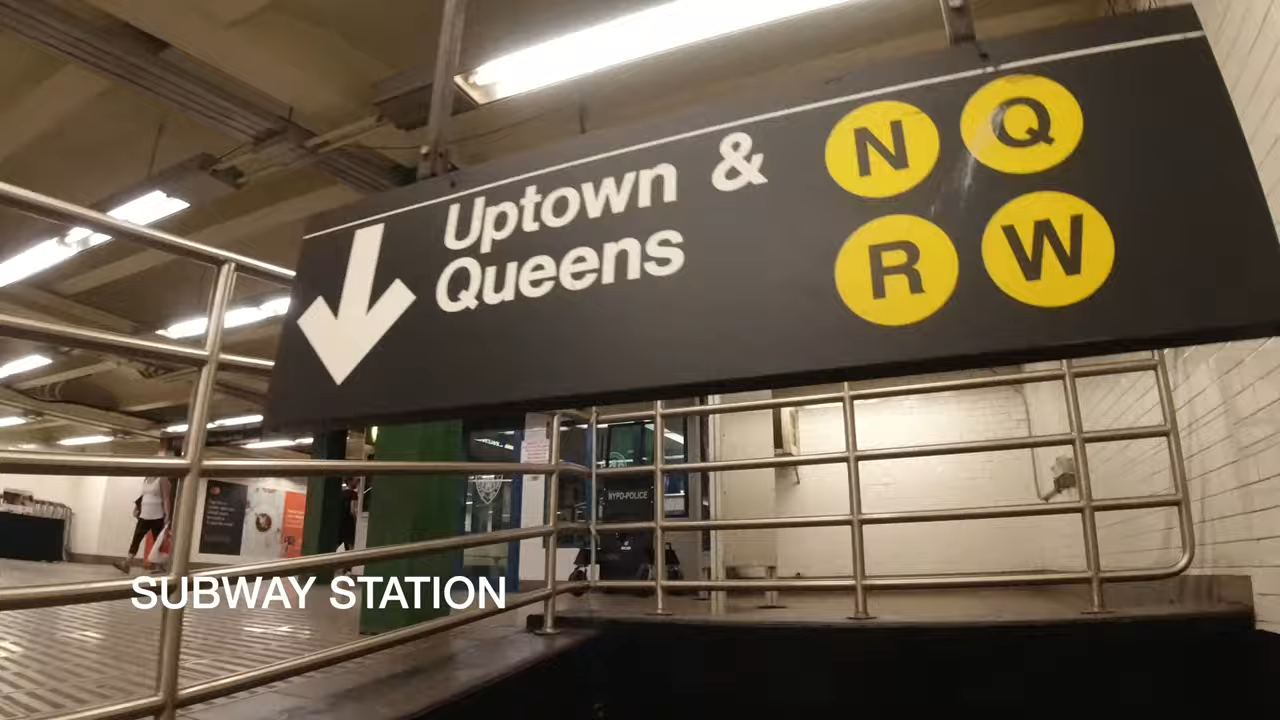 Uptown &
Queens
N Q
R W
NYPD-POLICE
SUBWAY STATION